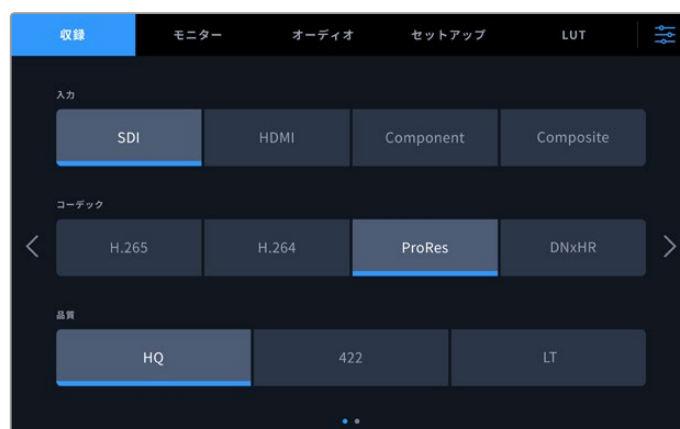 収録 モニター オーディオ セットアップ LUT
入力
SDI HDMI Component Composite
コーデック
H.265 H.264 ProRes DNxHR
品質
HQ 422 LT